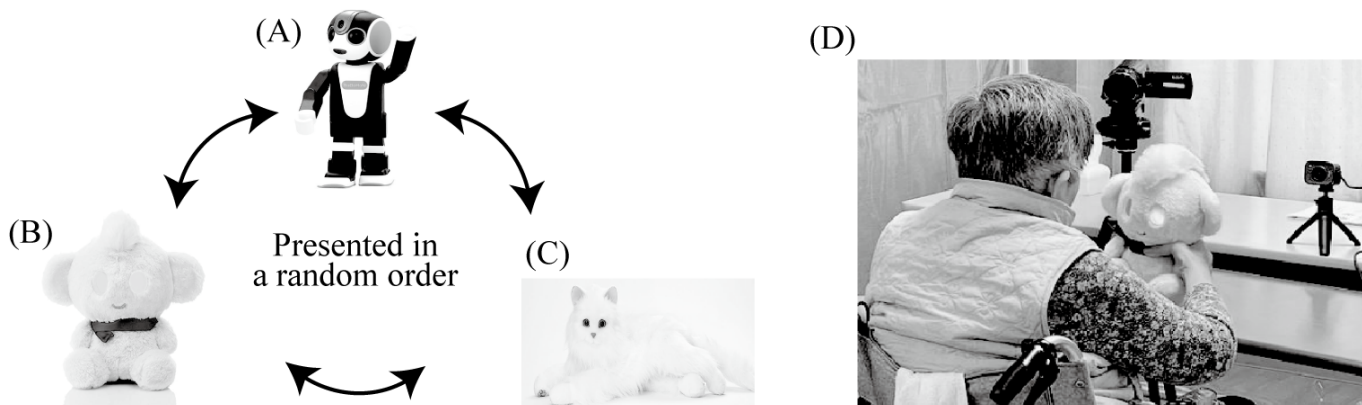 (A)
(D)
(B)
Presented in
a random order
(C)